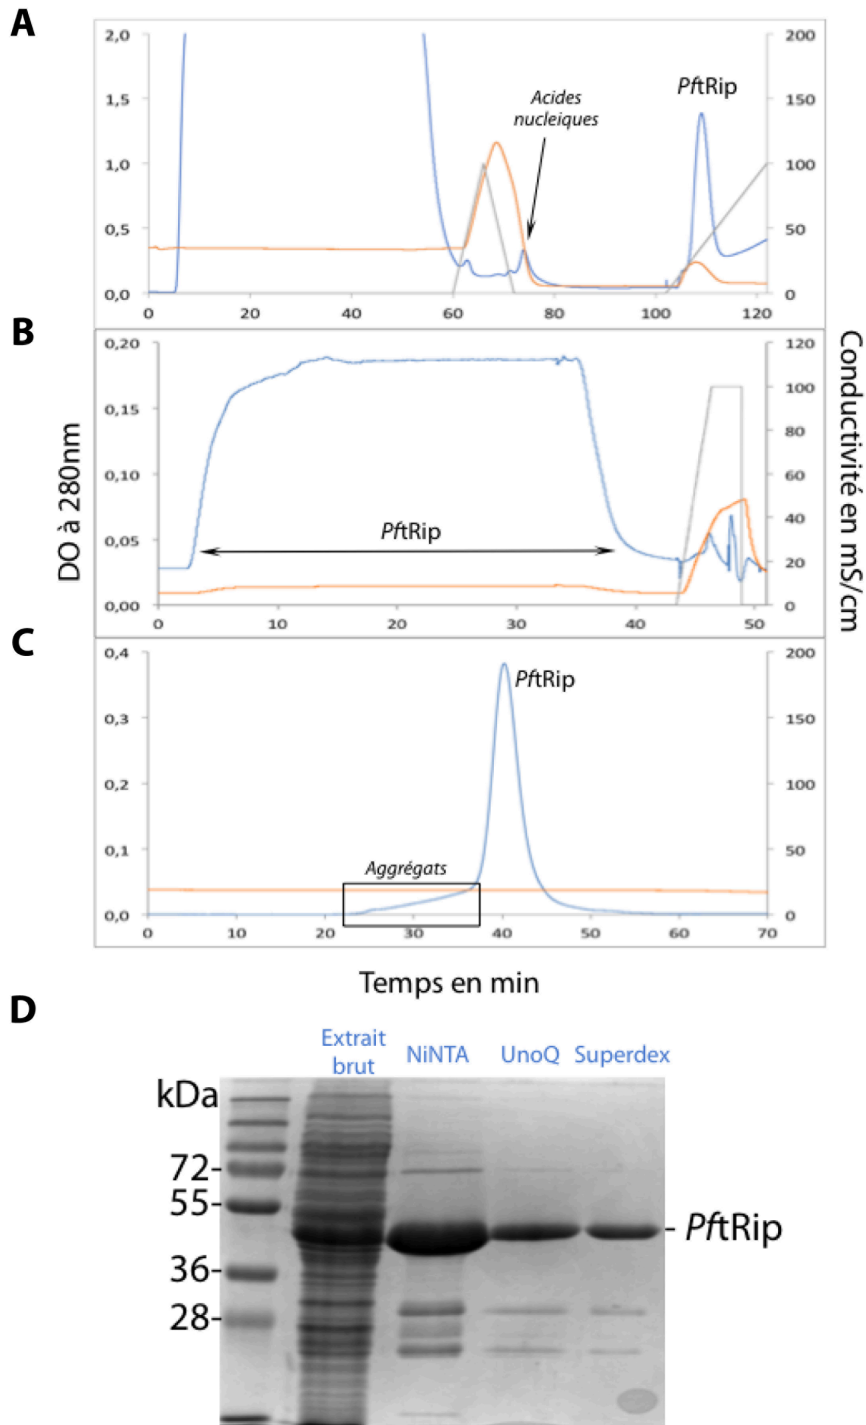 A
2,0
1,5
1,0
0,5
0,0
200
150
100
50
0
0 20 40 60 80 100 120
Acides
nucleiques
PftRip
B
0,20
0,15
0,10
0,05
0,00
120
100
80
60
40
20
0
0 10 20 30 40 50
PftRip
DO à 280nm
Conductivité en mS/cm
C
0,4
0,3
0,2
0,1
0,0
200
150
100
50
0
0 10 20 30 40 50 60 70
PftRip
Aggrégats
Temps en min
D
Extrait
brut
NiNTA UnoQ Superdex
kDa
72-
55-
36-
28-
- PftRip